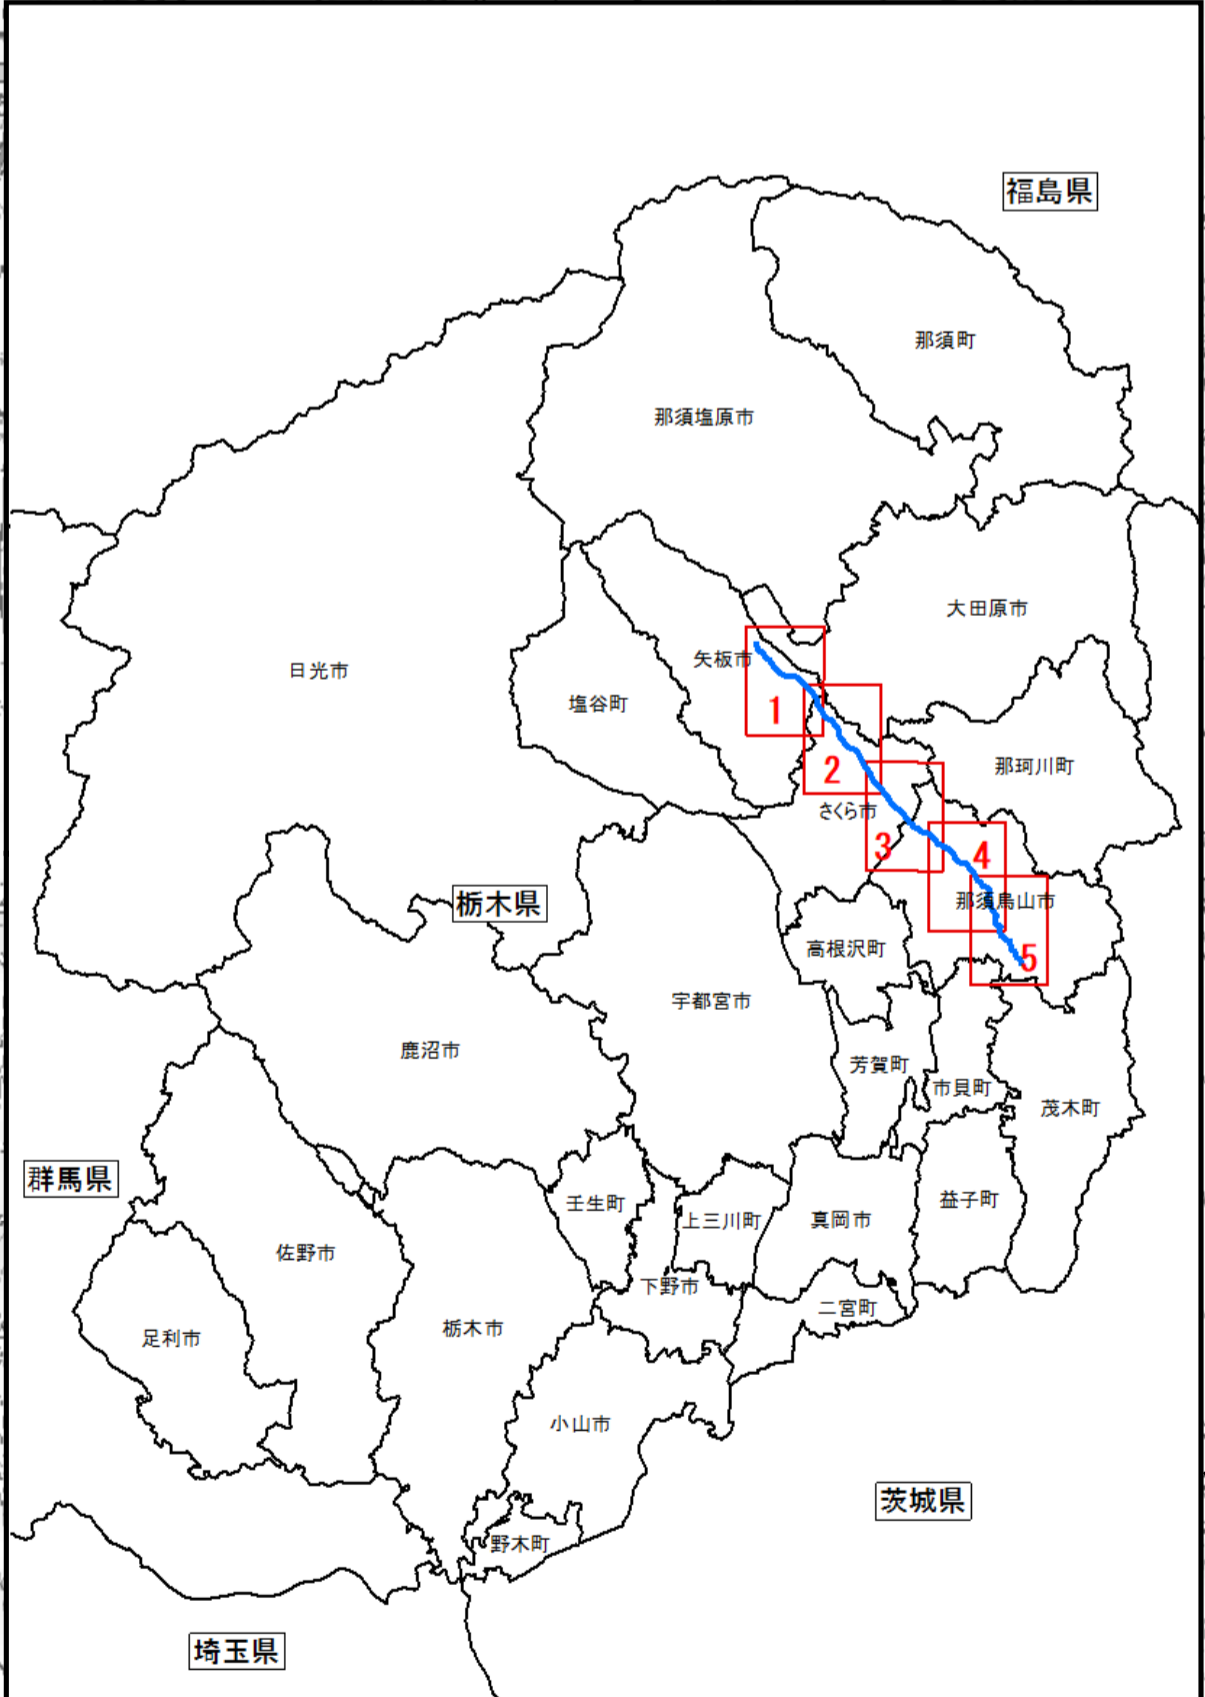 福島県
那須町
那須塩原市
大田原市
矢板市
日光市
塩谷町
1
那珂川町
2
さくら市
3
4
栃木県
那須烏山市
高根沢町
5
宇都宮市
鹿沼市
芳賀町
市貝町
茂木町
群馬県
壬生町
上三川町
真岡市
益子町
佐野市
下野市
二宮町
足利市
栃木市
小山市
茨城県
野木町
埼玉県